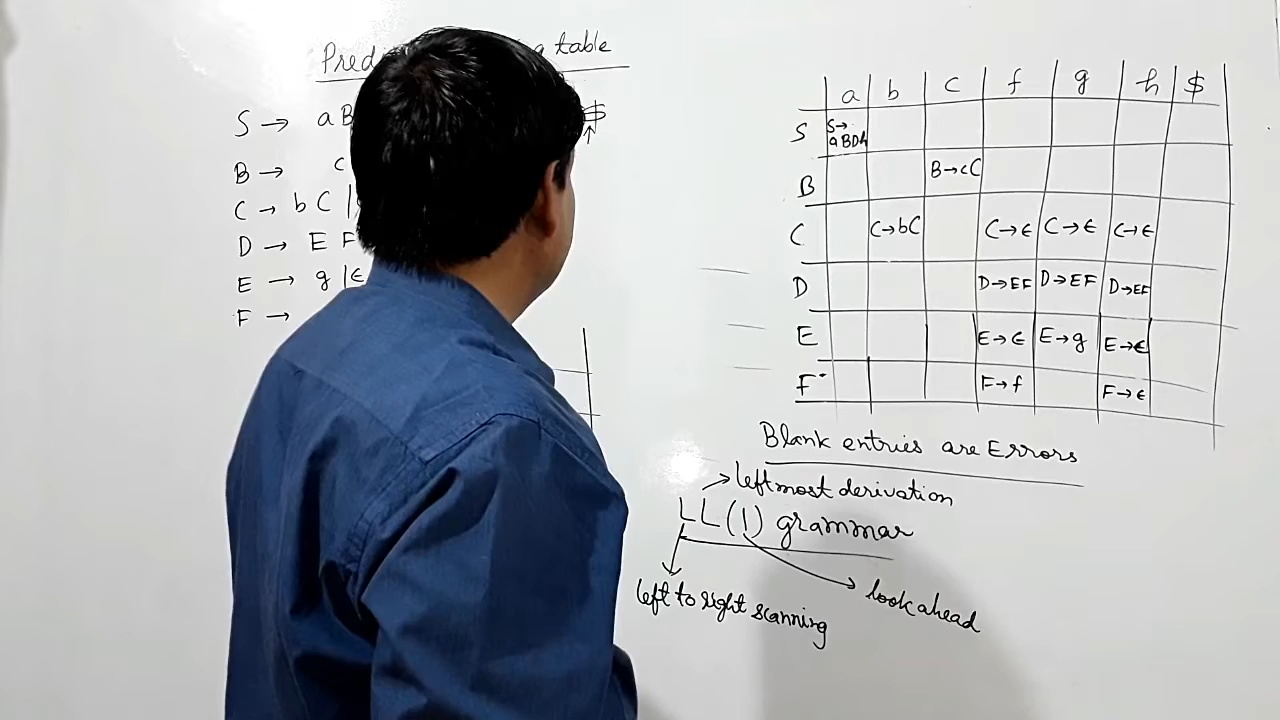 table
S → aB $
↑
B → c
C → bC |
D → E F
E → g | ϵ
F →
a b c f g h $
S S→ aBDh
B B→cC
C C→bC C→ϵ C→ϵ C→ϵ
D D→EF D→EF D→EF
E E→ϵ E→g E→ϵ
F F→f F→ϵ
Blank entries are Errors
→ leftmost derivation
LL(1) grammar
left to right scanning
look ahead